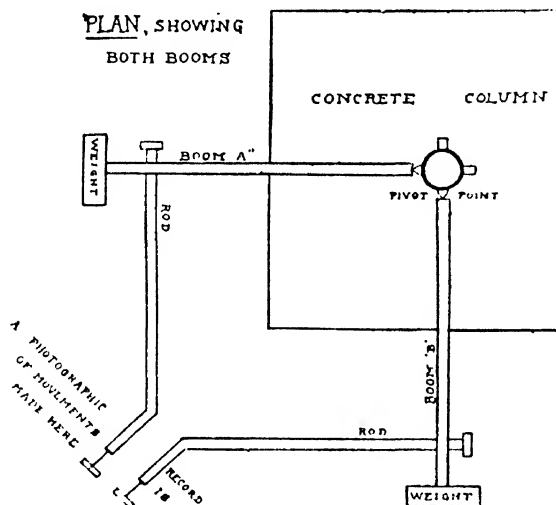 PLAN, SHOWING
BOTH BOOMS
CONCRETE COLUMN
WEIGHT
BOOM A"
PIVOT POINT
ROD
BOOM 'B'
A PHOTOGRAPHIC
OF MOVEMENTS
MADE HERE
ROD
RECORD
IS
WEIGHT